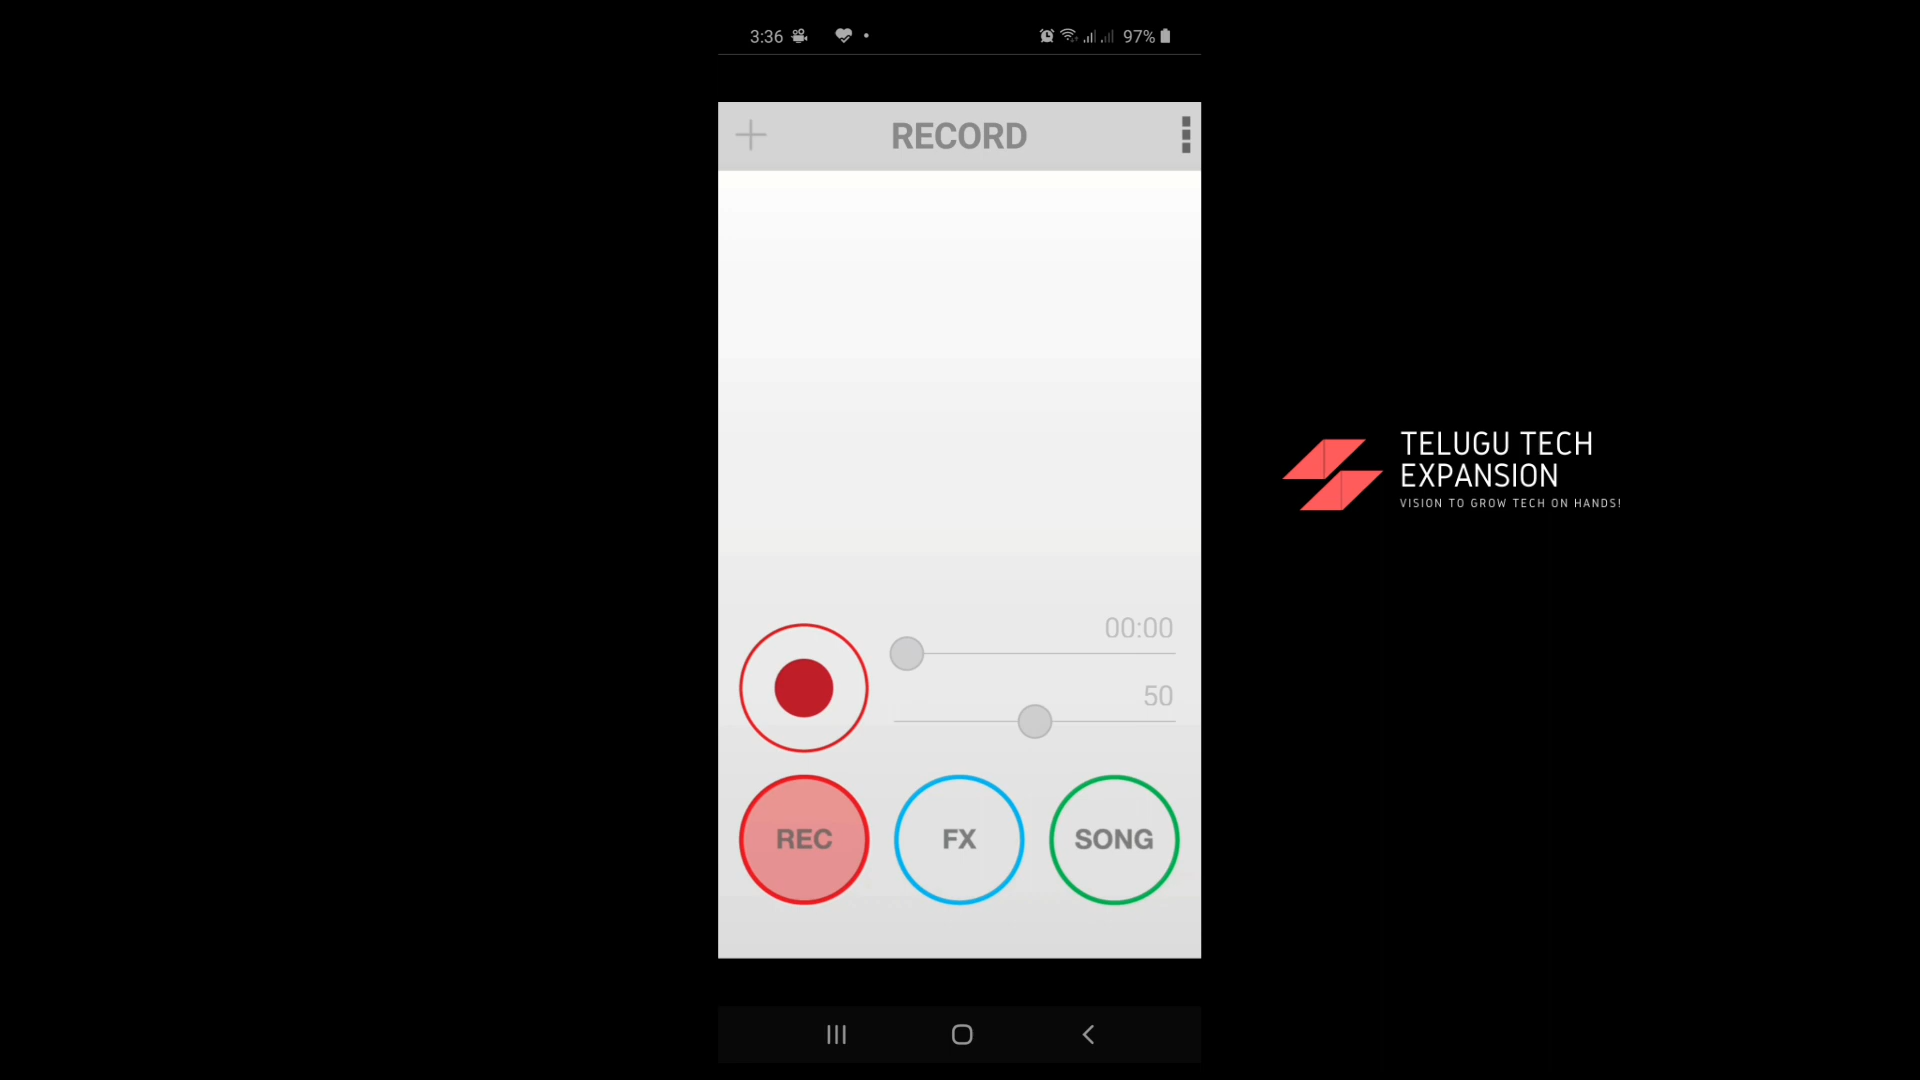 3:36
97%
RECORD
00:00
50
REC
FX
SONG
TELUGU TECH
EXPANSION
VISION TO GROW TECH ON HANDS!